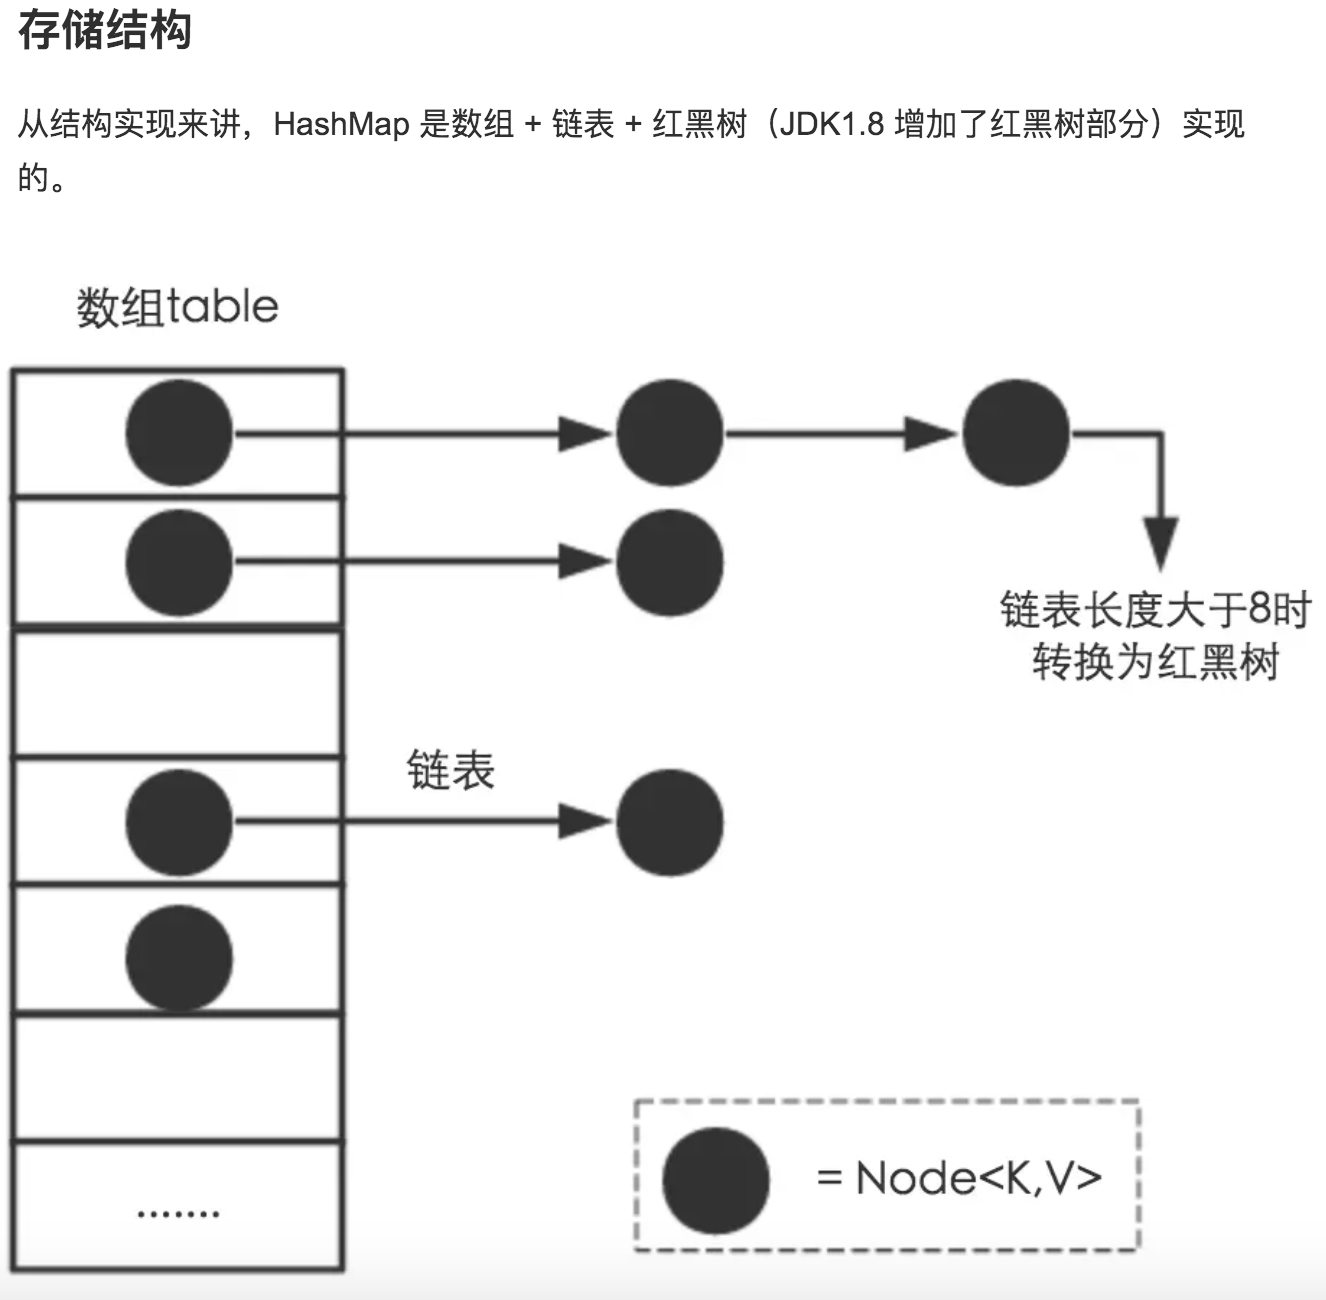 存储结构
从结构实现来讲，HashMap 是数组 + 链表 + 红黑树（JDK1.8 增加了红黑树部分）实现
的。
数组table
链表长度大于8时
转换为红黑树
链表
= Node<K,V>
.......